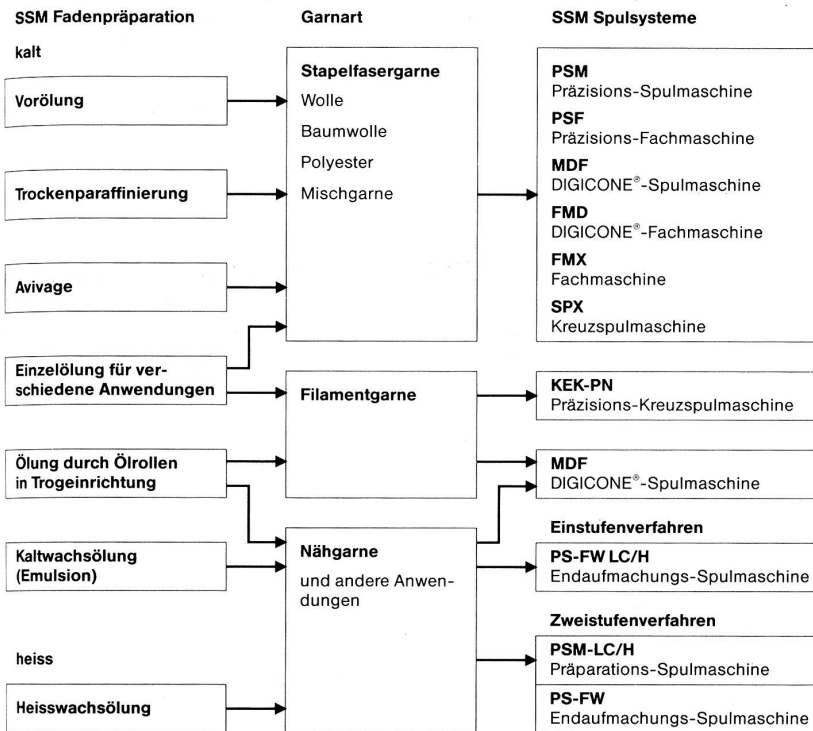 SSM Fadenpräparation
kalt
Vorölung
Trockenparaffinierung
Avivage
Einzelölung für ver-
schiedene Anwendungen
Ölung durch Ölrollen
in Trogeinrichtung
Kaltwachsölung
(Emulsion)
heiss
Heisswachsölung
Garnart
Stapelfasergarne
Wolle
Baumwolle
Polyester
Mischgarne
Filamentgarne
Nähgarne
und andere Anwen-
dungen
SSM Spulsysteme
PSM
Präzisions-Spulmaschine
PSF
Präzisions-Fachmaschine
MDF
DIGICONE®-Spulmaschine
FMD
DIGICONE®-Fachmaschine
FMX
Fachmaschine
SPX
Kreuzspulmaschine
KEK-PN
Präzisions-Kreuzspulmaschine
MDF
DIGICONE®-Spulmaschine
Einstufenverfahren
PS-FW LC/H
Endaufmachungs-Spulmaschine
Zweistufenverfahren
PSM-LC/H
Präparations-Spulmaschine
PS-FW
Endaufmachungs-Spulmaschine